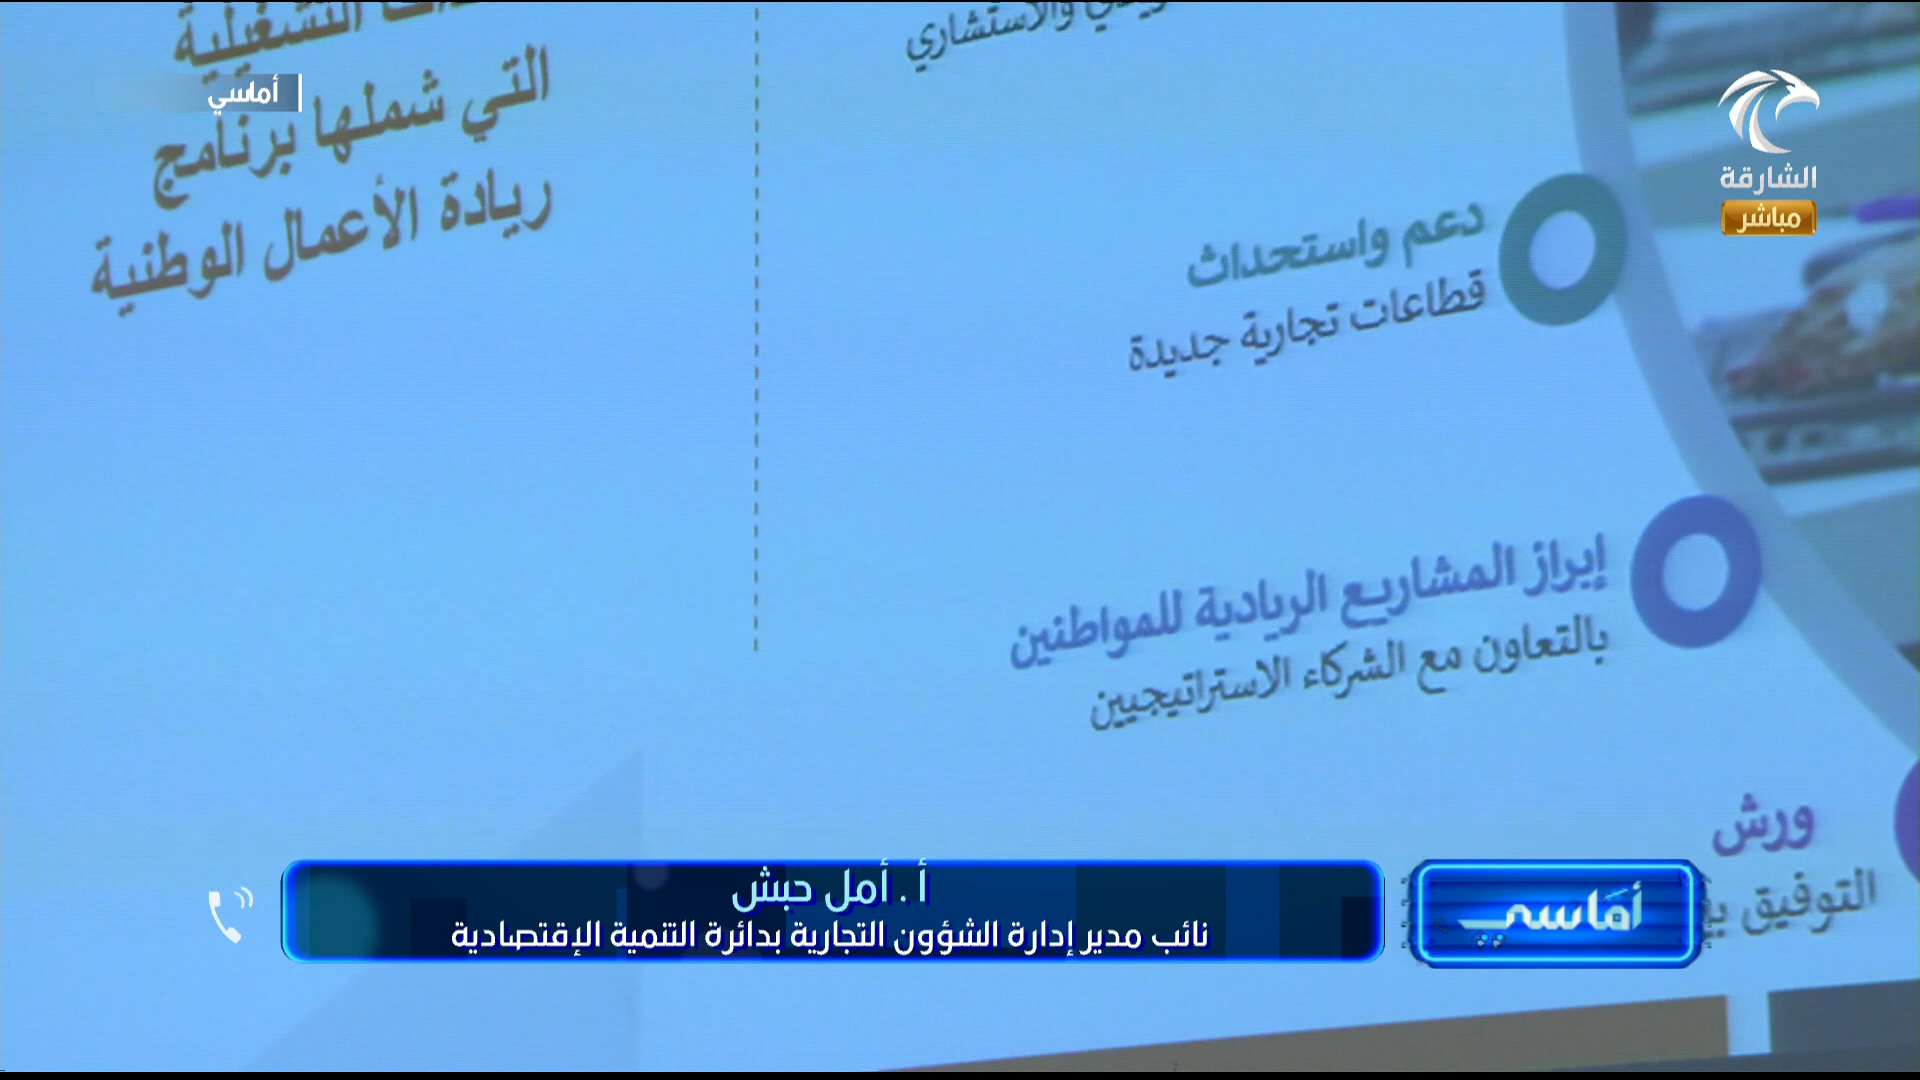 والاستشاري
دعم واستحداث
قطاعات تجارية جديدة
إبراز المشاريع الريادية للمواطنين
بالتعاون مع الشركاء الاستراتيجيين
ورش
التوفيق
التشغيلية
التي شملها برنامج
ريادة الأعمال الوطنية
أماسي
الشارقة
مباشر
أماسي
أ. أمل حبش
نائب مدير إدارة الشؤون التجارية بدائرة التنمية الإقتصادية